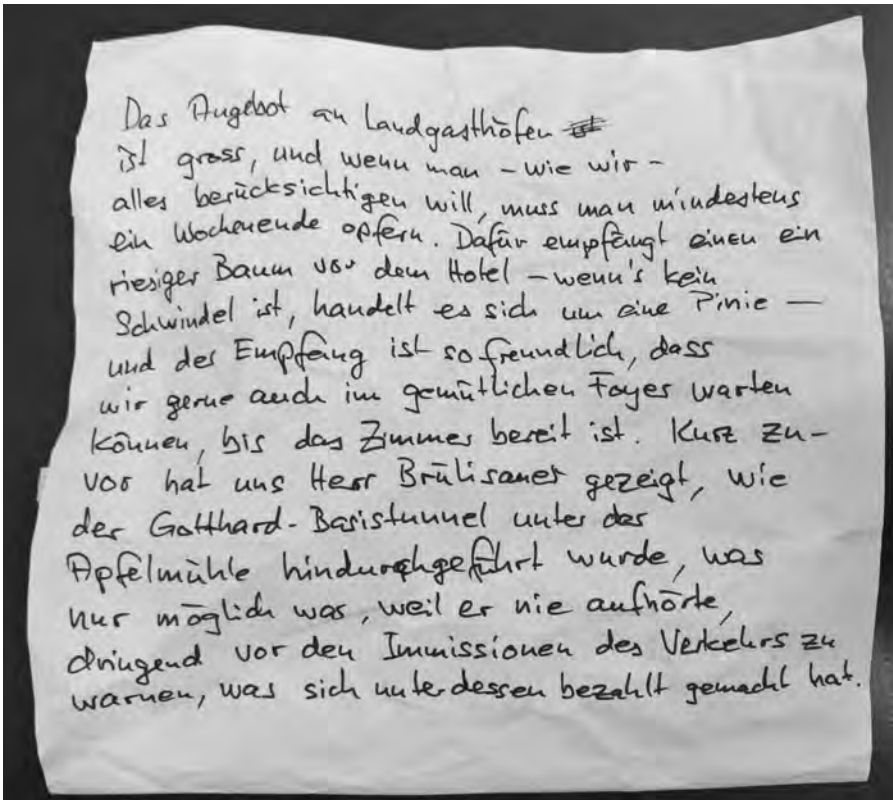 Das Angebot an Landgasthöfen
ist gross, und wenn man – wie wir –
alles berücksichtigen will, muss man mindestens
ein Wochenende opfern. Dafür empfängt einen ein
riesiger Baum vor dem Hotel – wenn's kein
Schwindel ist, handelt es sich um eine Pinie –
und der Empfang ist so freundlich, dass
wir gerne auch im gemütlichen Foyer warten
können, bis das Zimmer bereit ist. Kurz zu-
vor hat uns Herr Brülisauer gezeigt, wie
der Gotthard-Basistunnel unter der
Apfelmühle hindurchgeführt wurde, was
nur möglich war, weil er nie aufhörte,
dringend vor den Immissionen des Verkehrs zu
warnen, was sich unterdessen bezahlt gemacht hat.